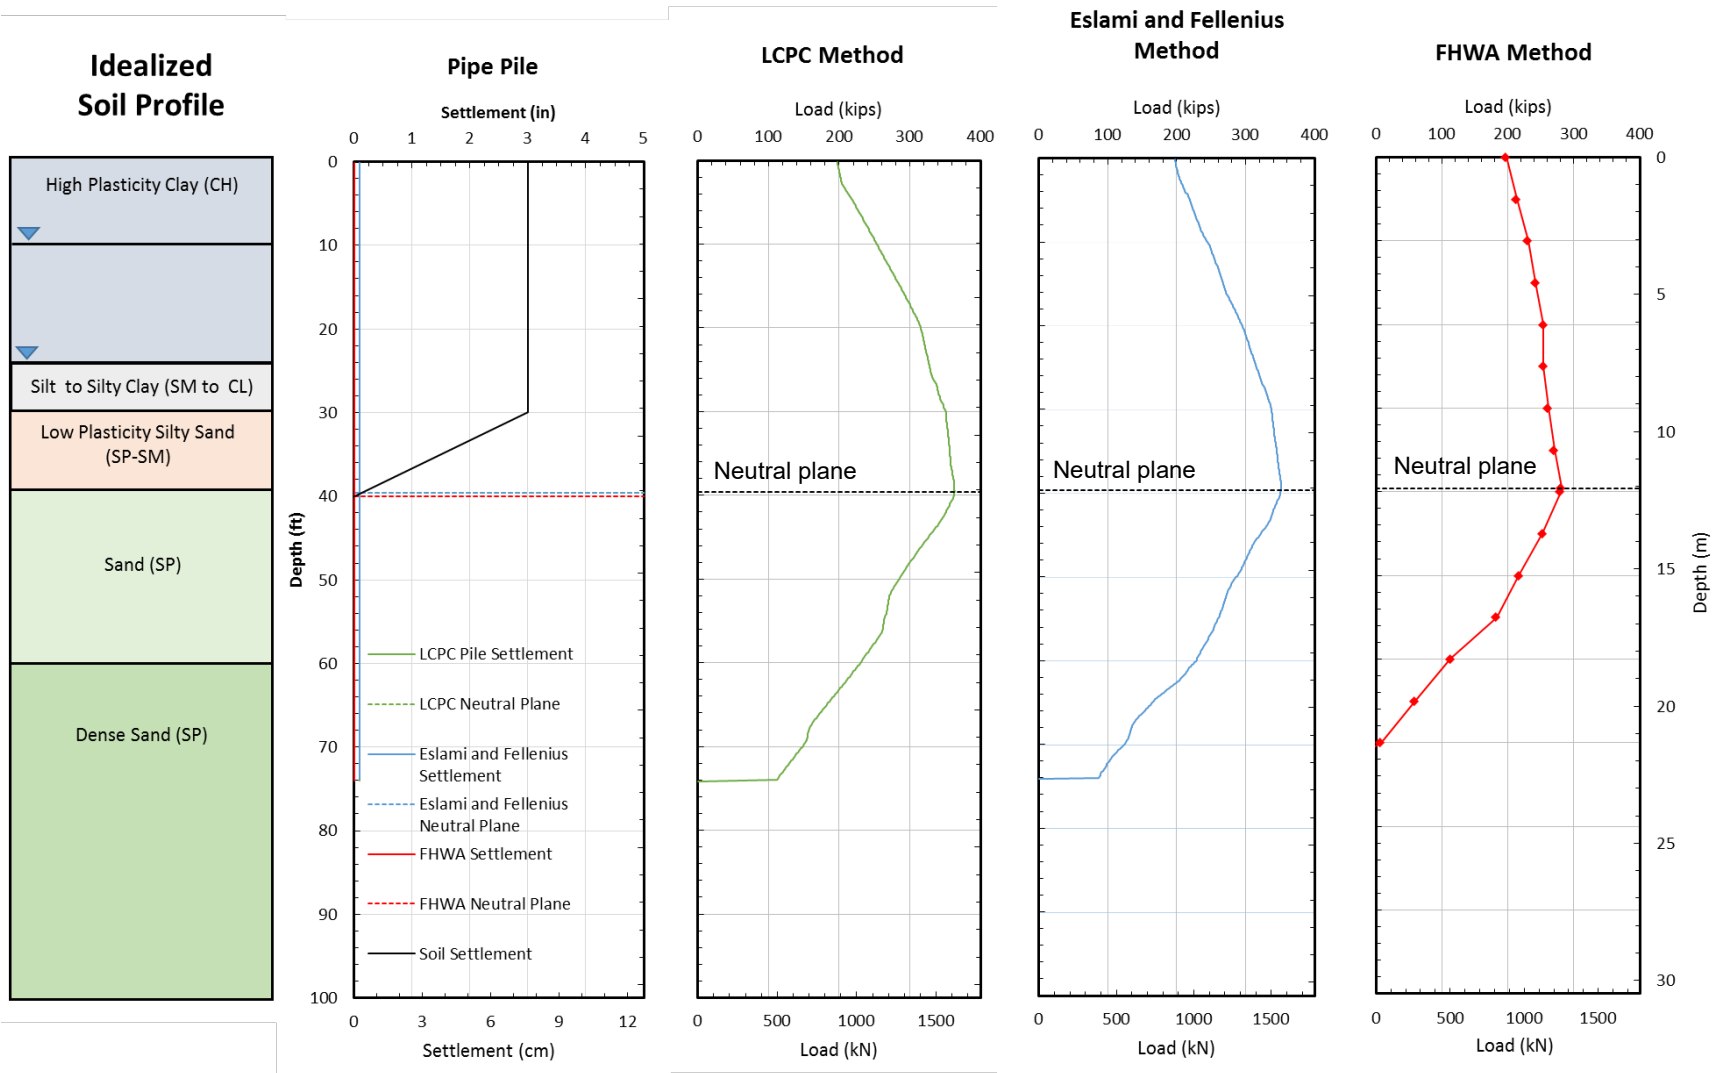 Idealized
Soil Profile
High Plasticity Clay (CH)
Silt to Silty Clay (SM to CL)
Low Plasticity Silty Sand
(SP-SM)
Sand (SP)
Dense Sand (SP)
Pipe Pile
Settlement (in)
0 1 2 3 4 5
0
10
20
30
40
50
60
70
80
90
100
Depth (ft)
LCPC Pile Settlement
LCPC Neutral Plane
Eslami and Fellenius
Settlement
Eslami and Fellenius
Neutral Plane
FHWA Settlement
FHWA Neutral Plane
Soil Settlement
0 3 6 9 12
Settlement (cm)
LCPC Method
Load (kips)
0 100 200 300 400
Neutral plane
0 500 1000 1500
Load (kN)
Eslami and Fellenius
Method
Load (kips)
0 100 200 300 400
Neutral plane
0 500 1000 1500
Load (kN)
FHWA Method
Load (kips)
0 100 200 300 400
Neutral plane
0
5
10
15
20
25
30
Depth (m)
0 500 1000 1500
Load (kN)